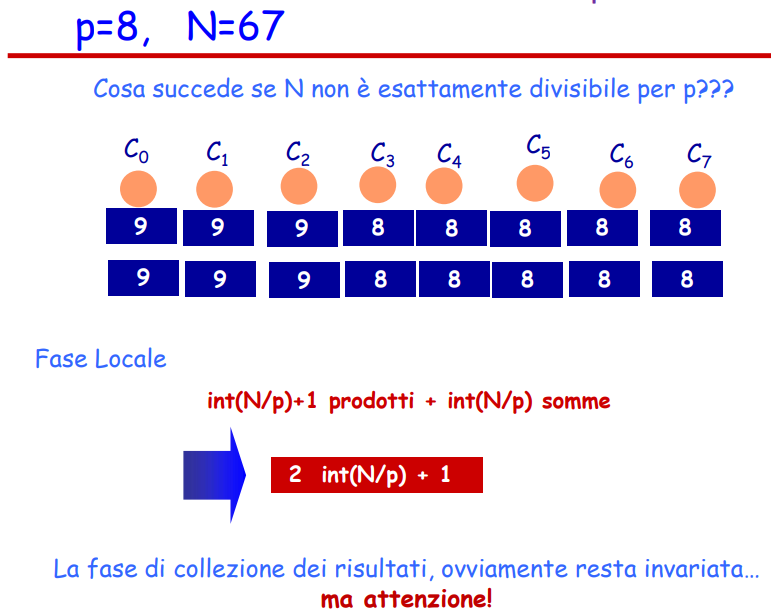 p=8, N=67
Cosa succede se N non è esattamente divisibile per p???
C0 C1 C2 C3 C4 C5 C6 C7
9 9 9 8 8 8 8 8
9 9 9 8 8 8 8 8
Fase Locale
int(N/p)+1 prodotti + int(N/p) somme
2 int(N/p) + 1
La fase di collezione dei risultati, ovviamente resta invariata…
ma attenzione!